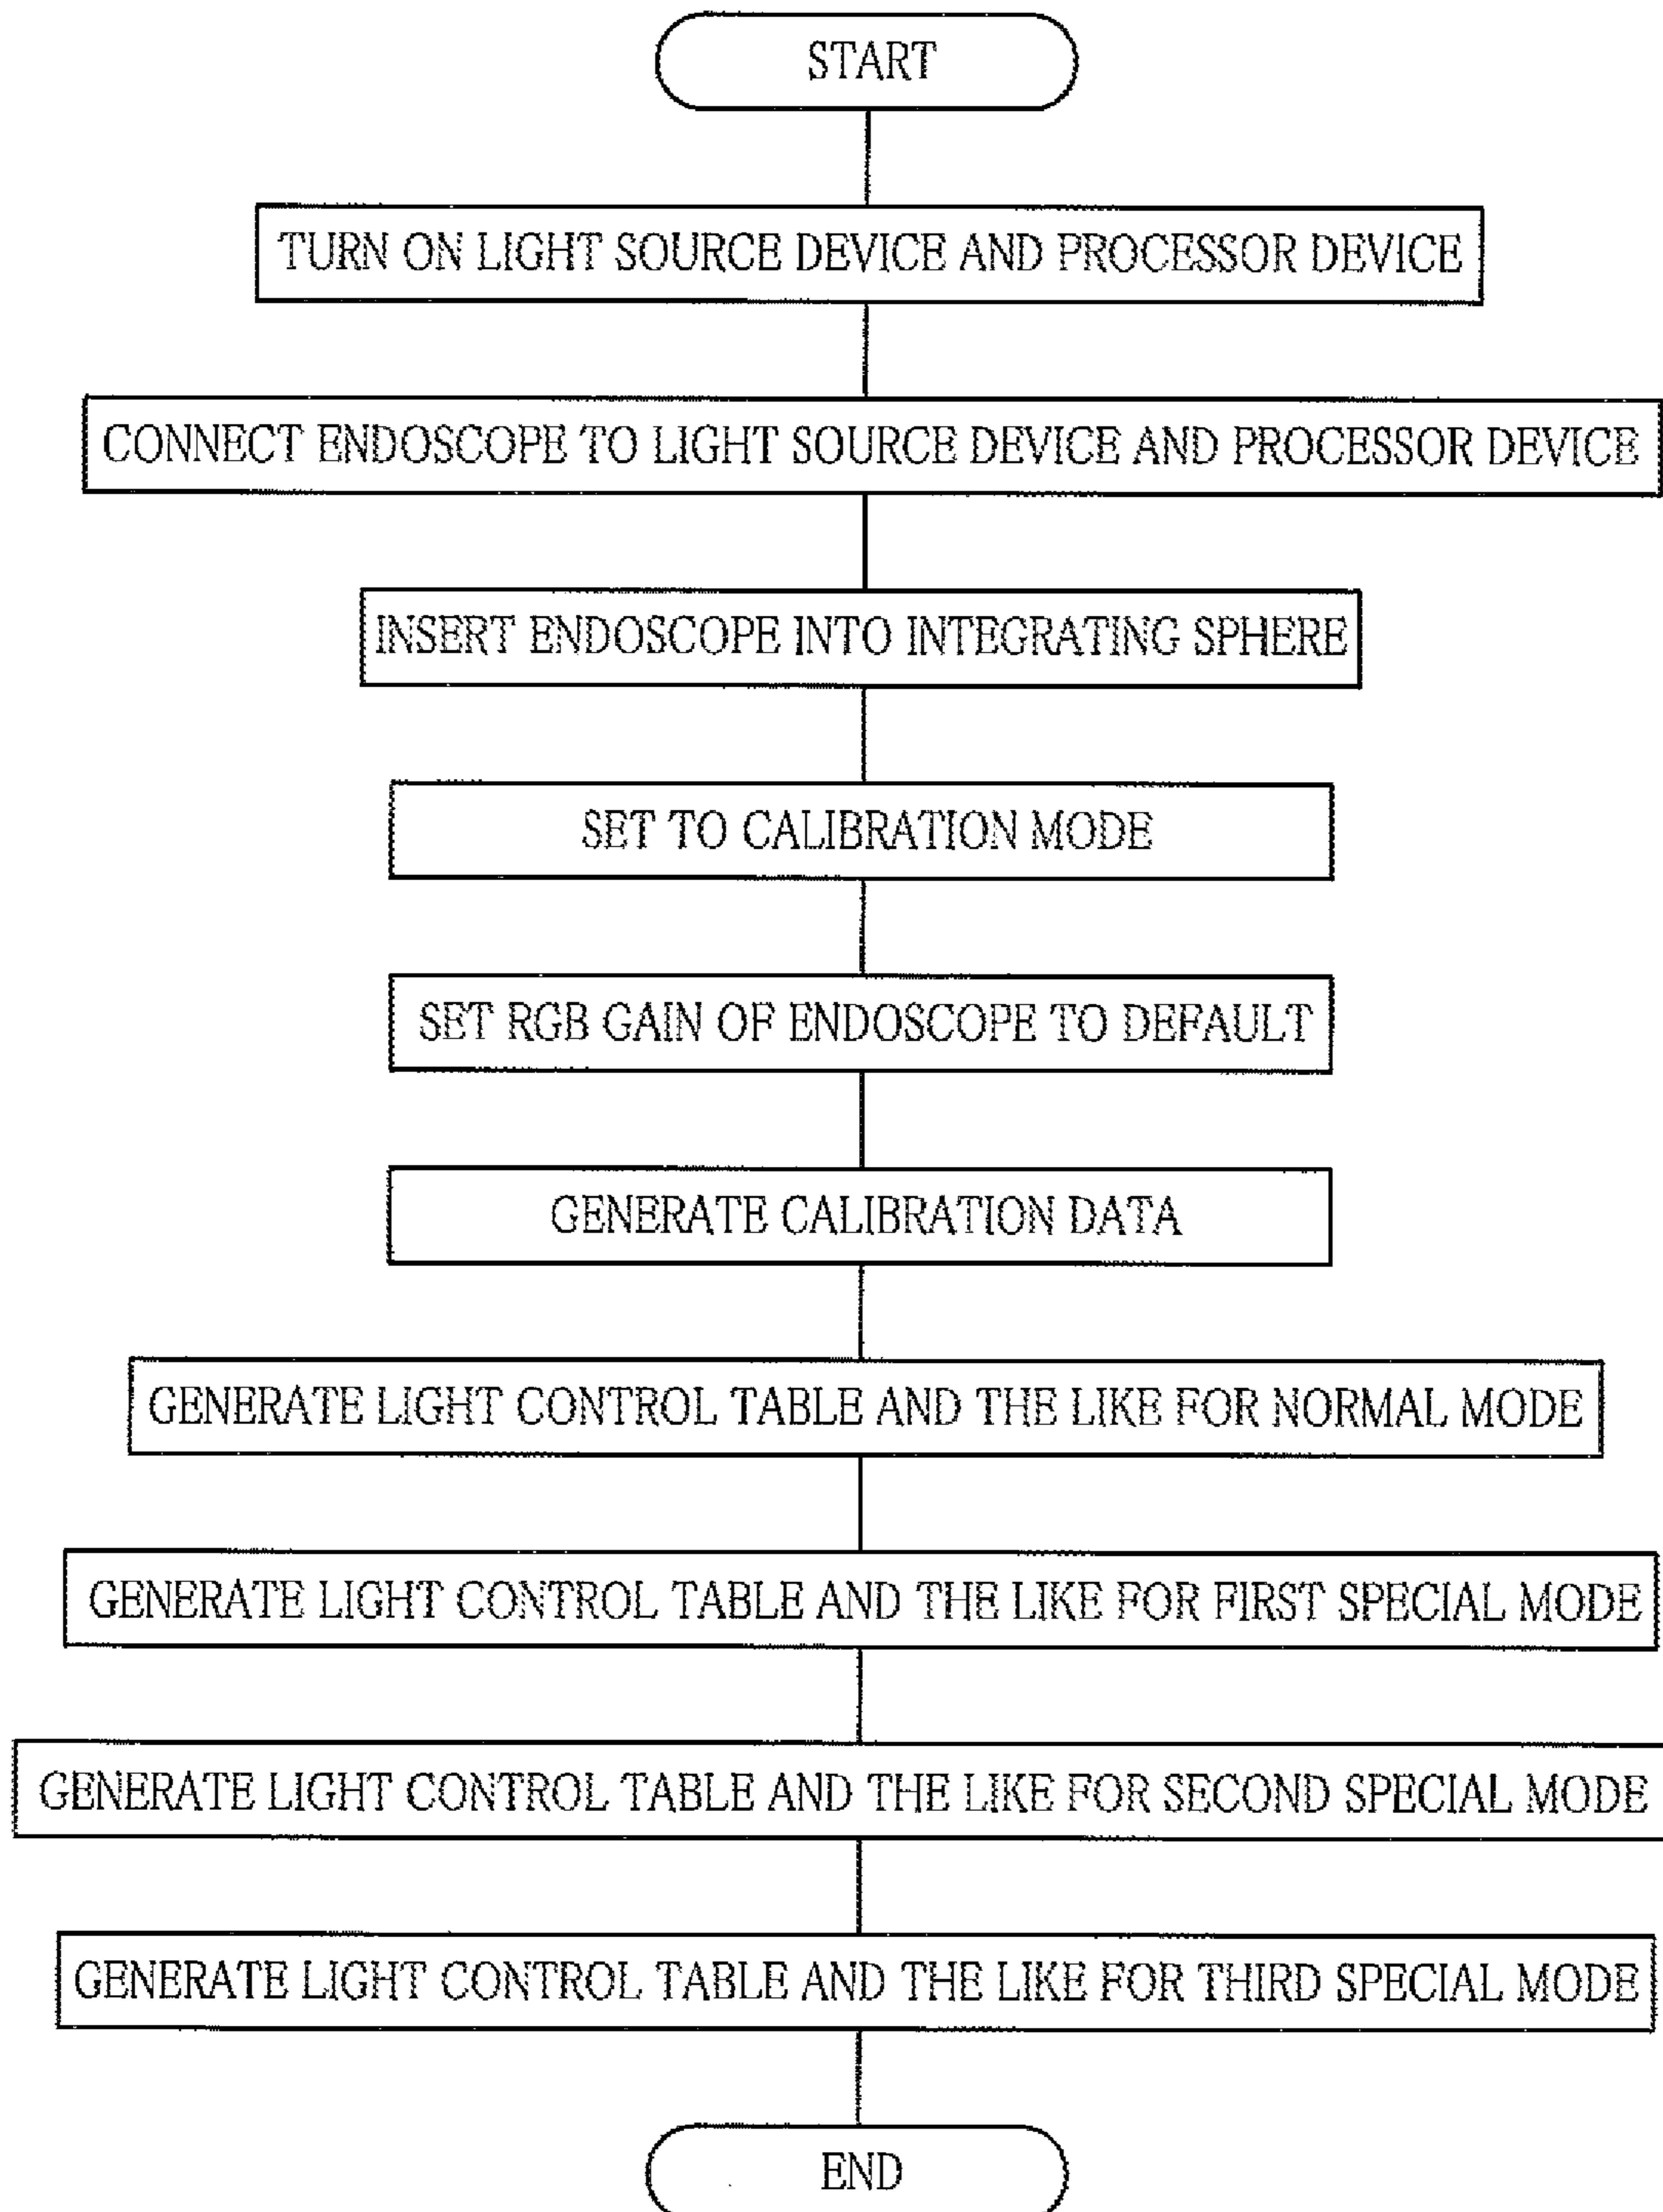 START
TURN ON LIGHT SOURCE DEVICE AND PROCESSOR DEVICE
CONNECT ENDOSCOPE TO LIGHT SOURCE DEVICE AND PROCESSOR DEVICE
INSERT ENDOSCOPE INTO INTEGRATING SPHERE
SET TO CALIBRATION MODE
SET RGB GAIN OF ENDOSCOPE TO DEFAULT
GENERATE CALIBRATION DATA
GENERATE LIGHT CONTROL TABLE AND THE LIKE FOR NORMAL MODE
GENERATE LIGHT CONTROL TABLE AND THE LIKE FOR FIRST SPECIAL MODE
GENERATE LIGHT CONTROL TABLE AND THE LIKE FOR SECOND SPECIAL MODE
GENERATE LIGHT CONTROL TABLE AND THE LIKE FOR THIRD SPECIAL MODE
END